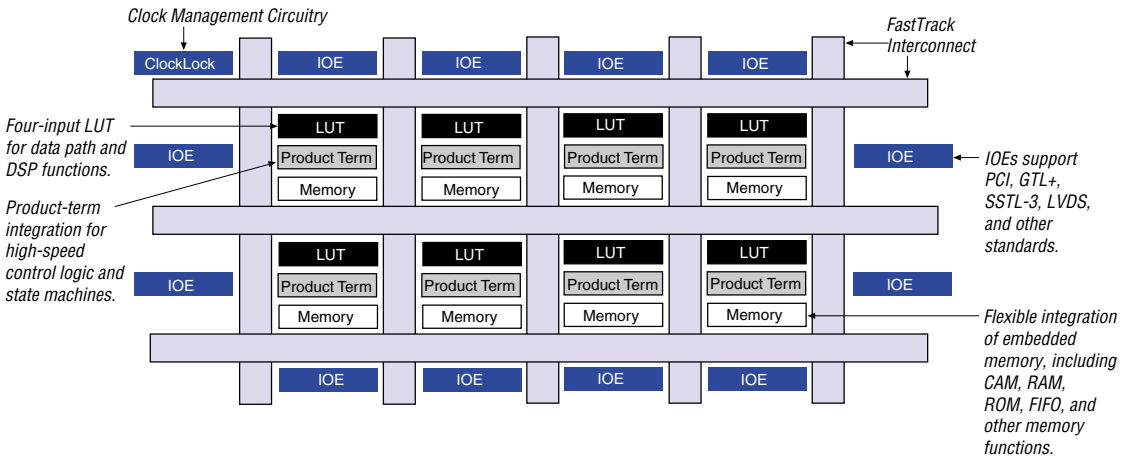 Clock Management Circuitry
FastTrack
Interconnect
ClockLock
IOE
IOE
IOE
IOE
Four-input LUT
for data path and
DSP functions.
LUT
LUT
LUT
LUT
IOE
Product Term
Product Term
Product Term
Product Term
IOE
IOEs support
PCI, GTL+,
SSTL-3, LVDS,
and other
standards.
Memory
Memory
Memory
Memory
Product-term
integration for
high-speed
control logic and
state machines.
LUT
LUT
LUT
LUT
IOE
Product Term
Product Term
Product Term
Product Term
IOE
Memory
Memory
Memory
Memory
Flexible integration
of embedded
memory, including
CAM, RAM,
ROM, FIFO, and
other memory
functions.
IOE
IOE
IOE
IOE